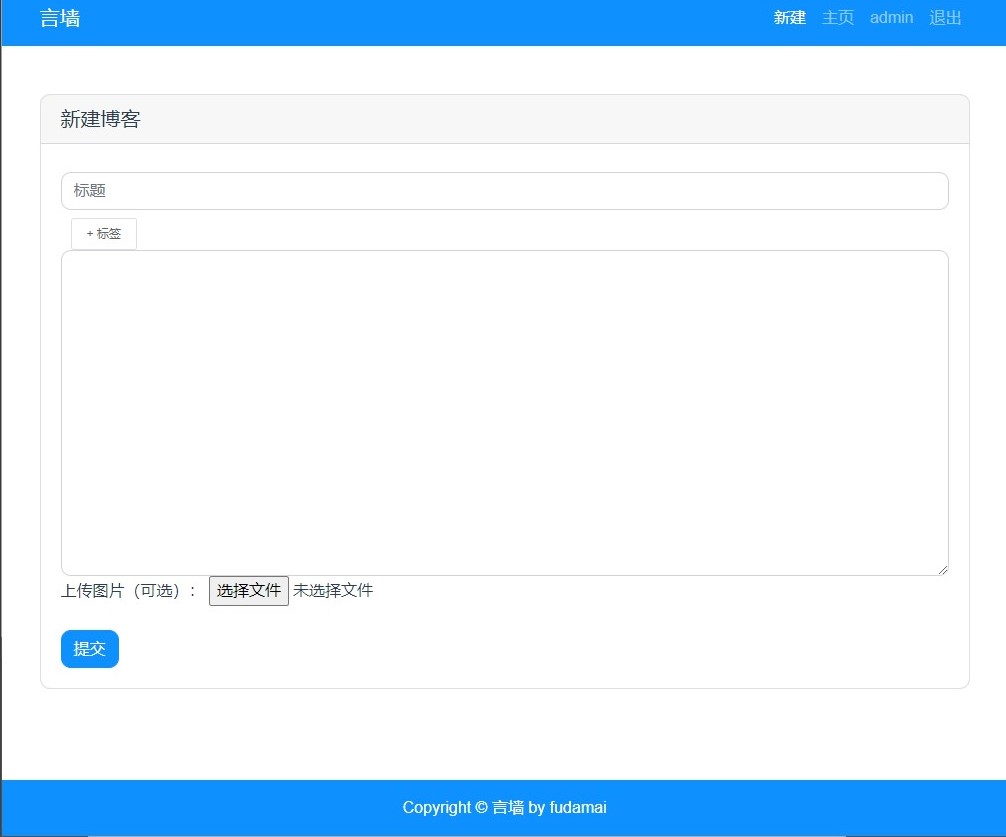 言墙 新建 主页 admin 退出
新建博客
标题
+ 标签
上传图片（可选）： 选择文件 未选择文件
提交
Copyright © 言墙 by fudamai